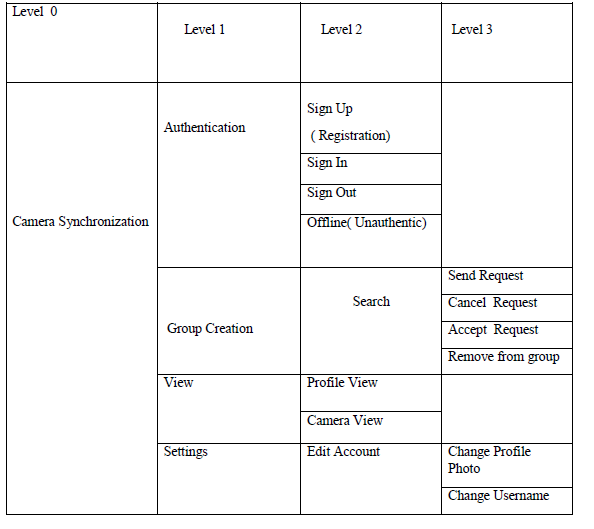 Level 0
Level 1
Level 2
Level 3
Camera Synchronization
Authentication
Sign Up
( Registration)
Sign In
Sign Out
Offline( Unauthentic)
Group Creation
Search
Send Request
Cancel Request
Accept Request
Remove from group
View
Profile View
Camera View
Settings
Edit Account
Change Profile
Photo
Change Username